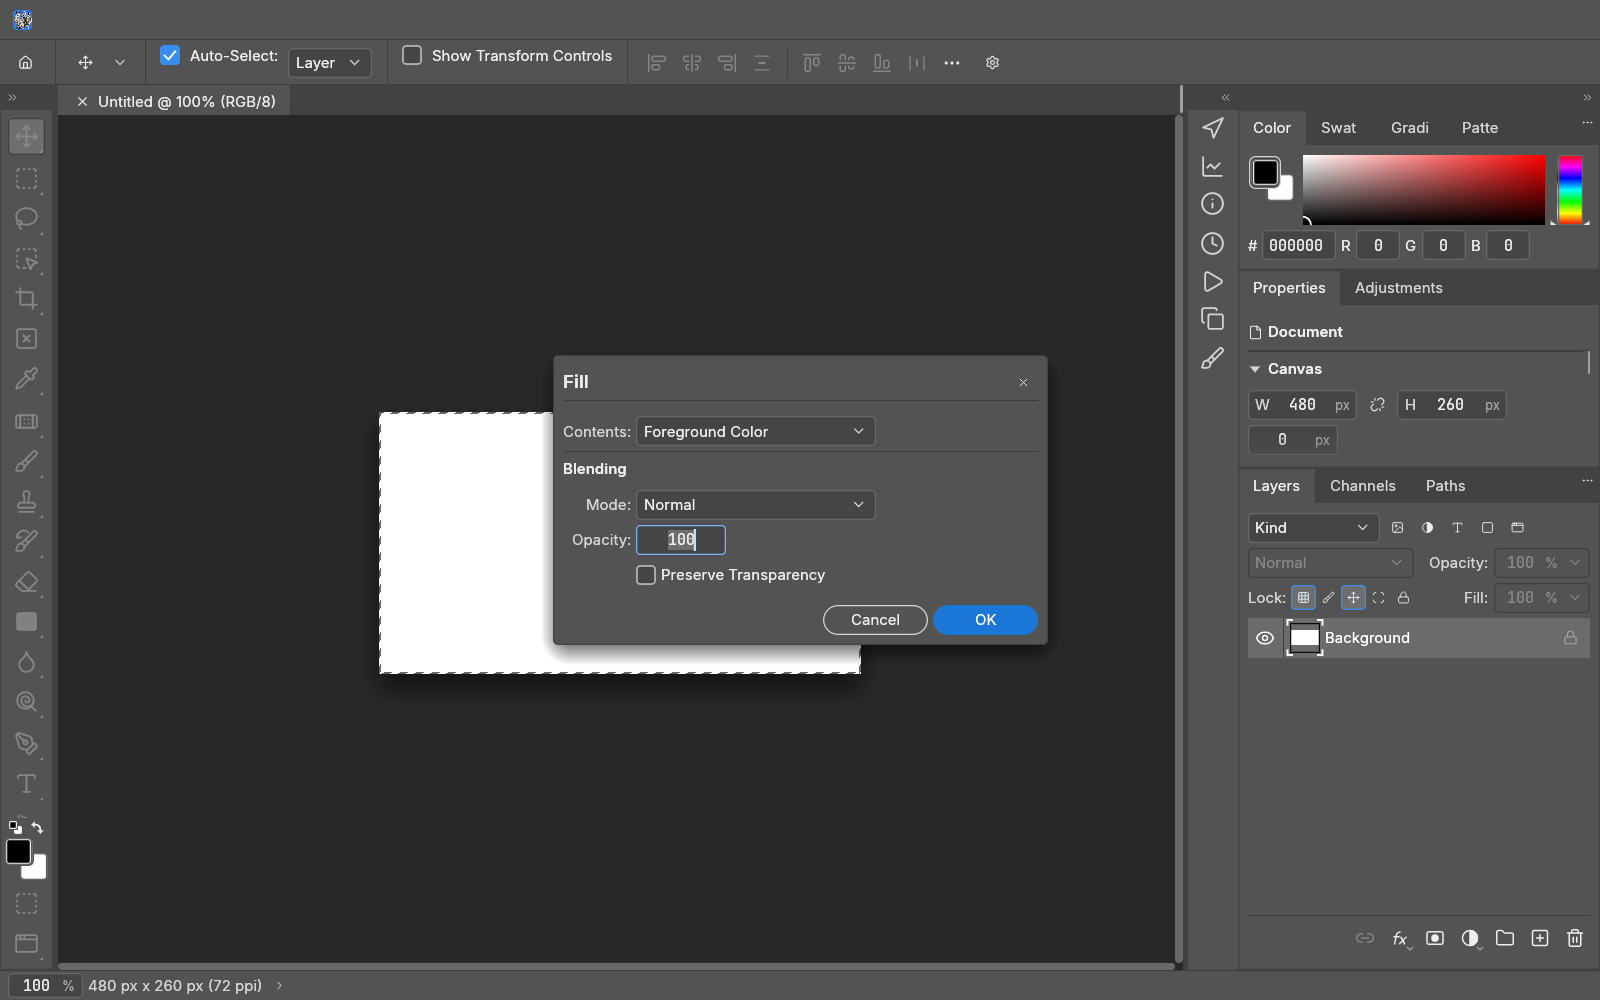 Auto-Select: Layer Show Transform Controls
Untitled @ 100% (RGB/8)
Color Swat Gradi Patte
# 000000 R 0 G 0 B 0
Properties Adjustments
Document
Canvas
W 480 px H 260 px
0 px
Fill
Contents: Foreground Color
Blending
Mode: Normal
Opacity: 100
Preserve Transparency
Cancel OK
Layers Channels Paths
Kind
Normal Opacity: 100 %
Lock: Fill: 100 %
Background
100 % 480 px x 260 px (72 ppi)